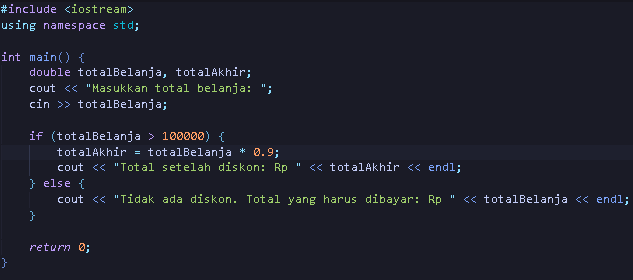 #include <iostream>
using namespace std;
int main() {
    double totalBelanja, totalAkhir;
    cout << "Masukkan total belanja: ";
    cin >> totalBelanja;
    if (totalBelanja > 100000) {
        totalAkhir = totalBelanja * 0.9;
        cout << "Total setelah diskon: Rp " << totalAkhir << endl;
    } else {
        cout << "Tidak ada diskon. Total yang harus dibayar: Rp " << totalBelanja << endl;
    }
    return 0;
}